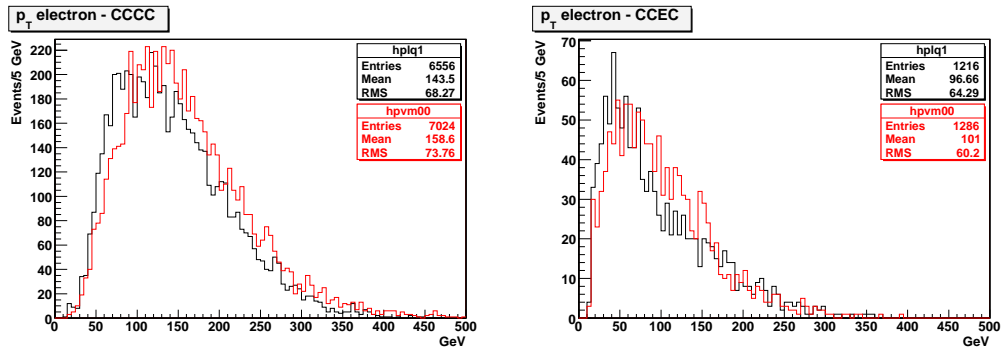 p_T electron - CCCC
Events/5 GeV
220
200
180
160
140
120
100
80
60
40
20
0
0 50 100 150 200 250 300 350 400 450 500
GeV
hplq1
Entries 6556
Mean 143.5
RMS 68.27
hpvm00
Entries 7024
Mean 158.6
RMS 73.76
p_T electron - CCEC
Events/5 GeV
70
60
50
40
30
20
10
0
0 50 100 150 200 250 300 350 400 450 500
GeV
hplq1
Entries 1216
Mean 96.66
RMS 64.29
hpvm00
Entries 1286
Mean 101
RMS 60.2